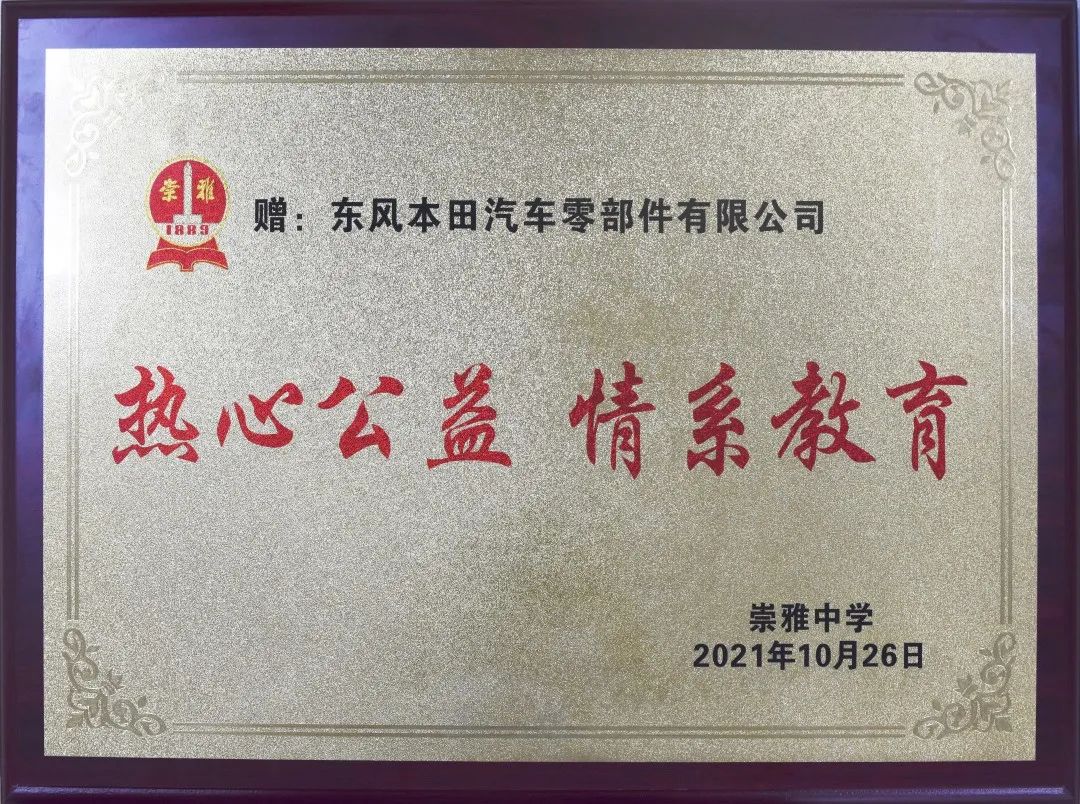 崇雅
1889
赠：东风本田汽车零部件有限公司
热心公益 情系教育
崇雅中学
2021年10月26日